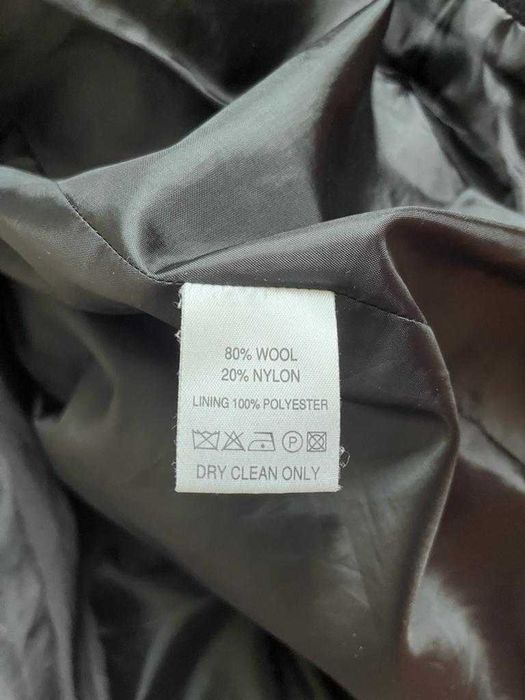 80% WOOL
20% NYLON
LINING 100% POLYESTER
P
DRY CLEAN ONLY